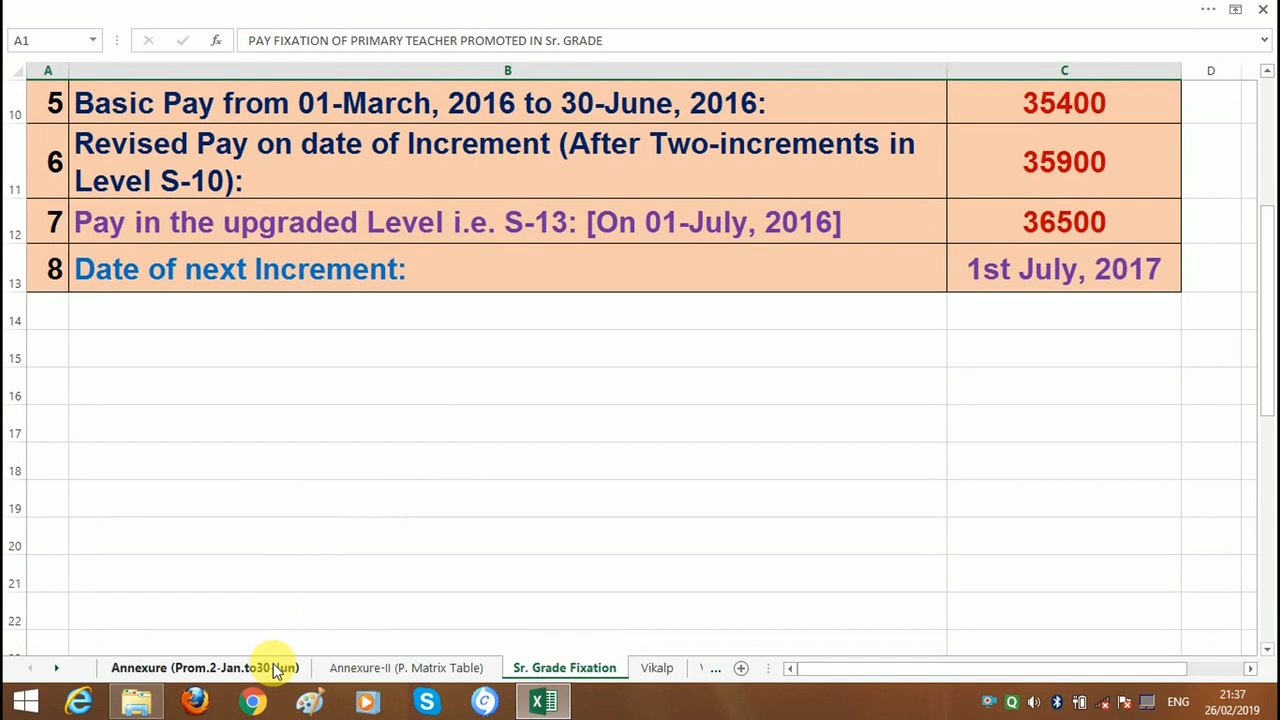 A1
fx
PAY FIXATION OF PRIMARY TEACHER PROMOTED IN Sr. GRADE
A B C D
10 5 Basic Pay from 01-March, 2016 to 30-June, 2016: 35400
11 6 Revised Pay on date of Increment (After Two-increments in
Level S-10): 35900
12 7 Pay in the upgraded Level i.e. S-13: [On 01-July, 2016] 36500
13 8 Date of next Increment: 1st July, 2017
14
15
16
17
18
19
20
21
22
Annexure (Prom.2-Jan.to30 Jun) Annexure-II (P. Matrix Table) Sr. Grade Fixation Vikalp ...
ENG 21:37
26/02/2019